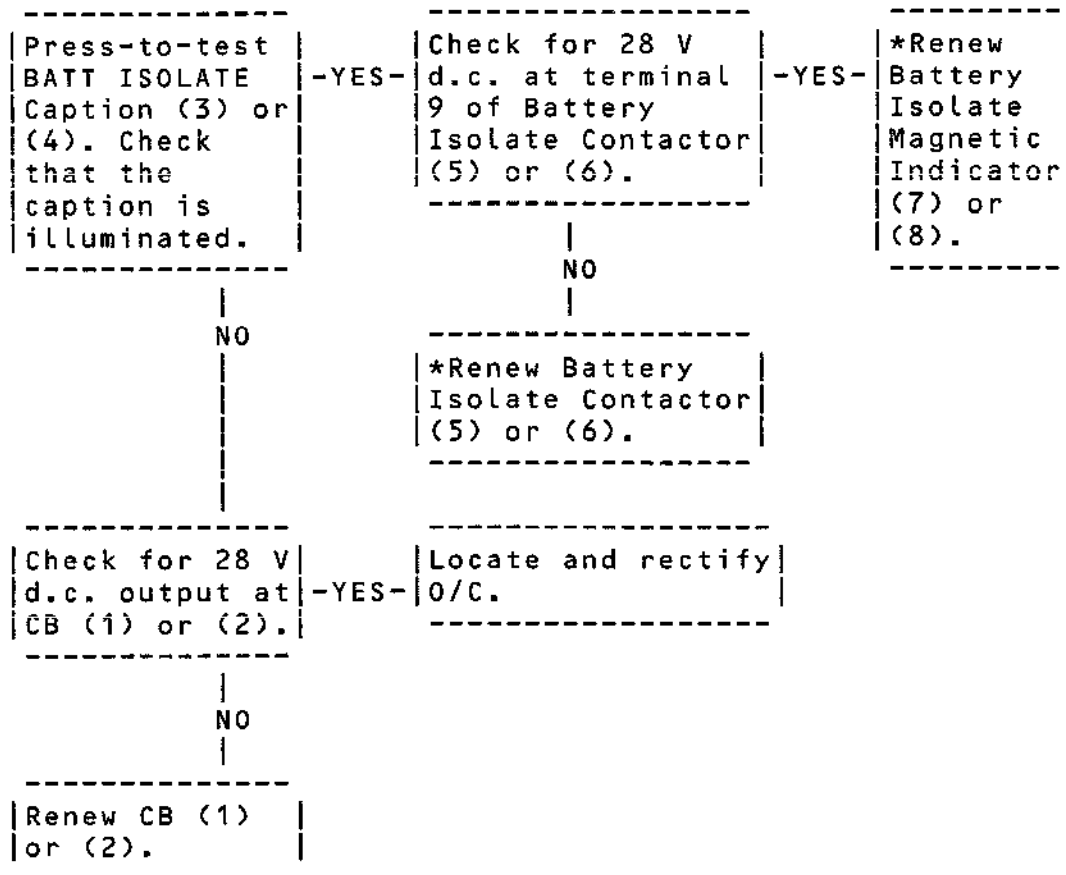 Press-to-test
BATT ISOLATE
Caption (3) or
(4). Check
that the
caption is
illuminated.
-YES-
Check for 28 V
d.c. at terminal
9 of Battery
Isolate Contactor
(5) or (6).
-YES-
*Renew
Battery
Isolate
Magnetic
Indicator
(7) or
(8).
NO
NO
*Renew Battery
Isolate Contactor
(5) or (6).
Check for 28 V
d.c. output at
CB (1) or (2).
-YES-
Locate and rectify
O/C.
NO
Renew CB (1)
or (2).